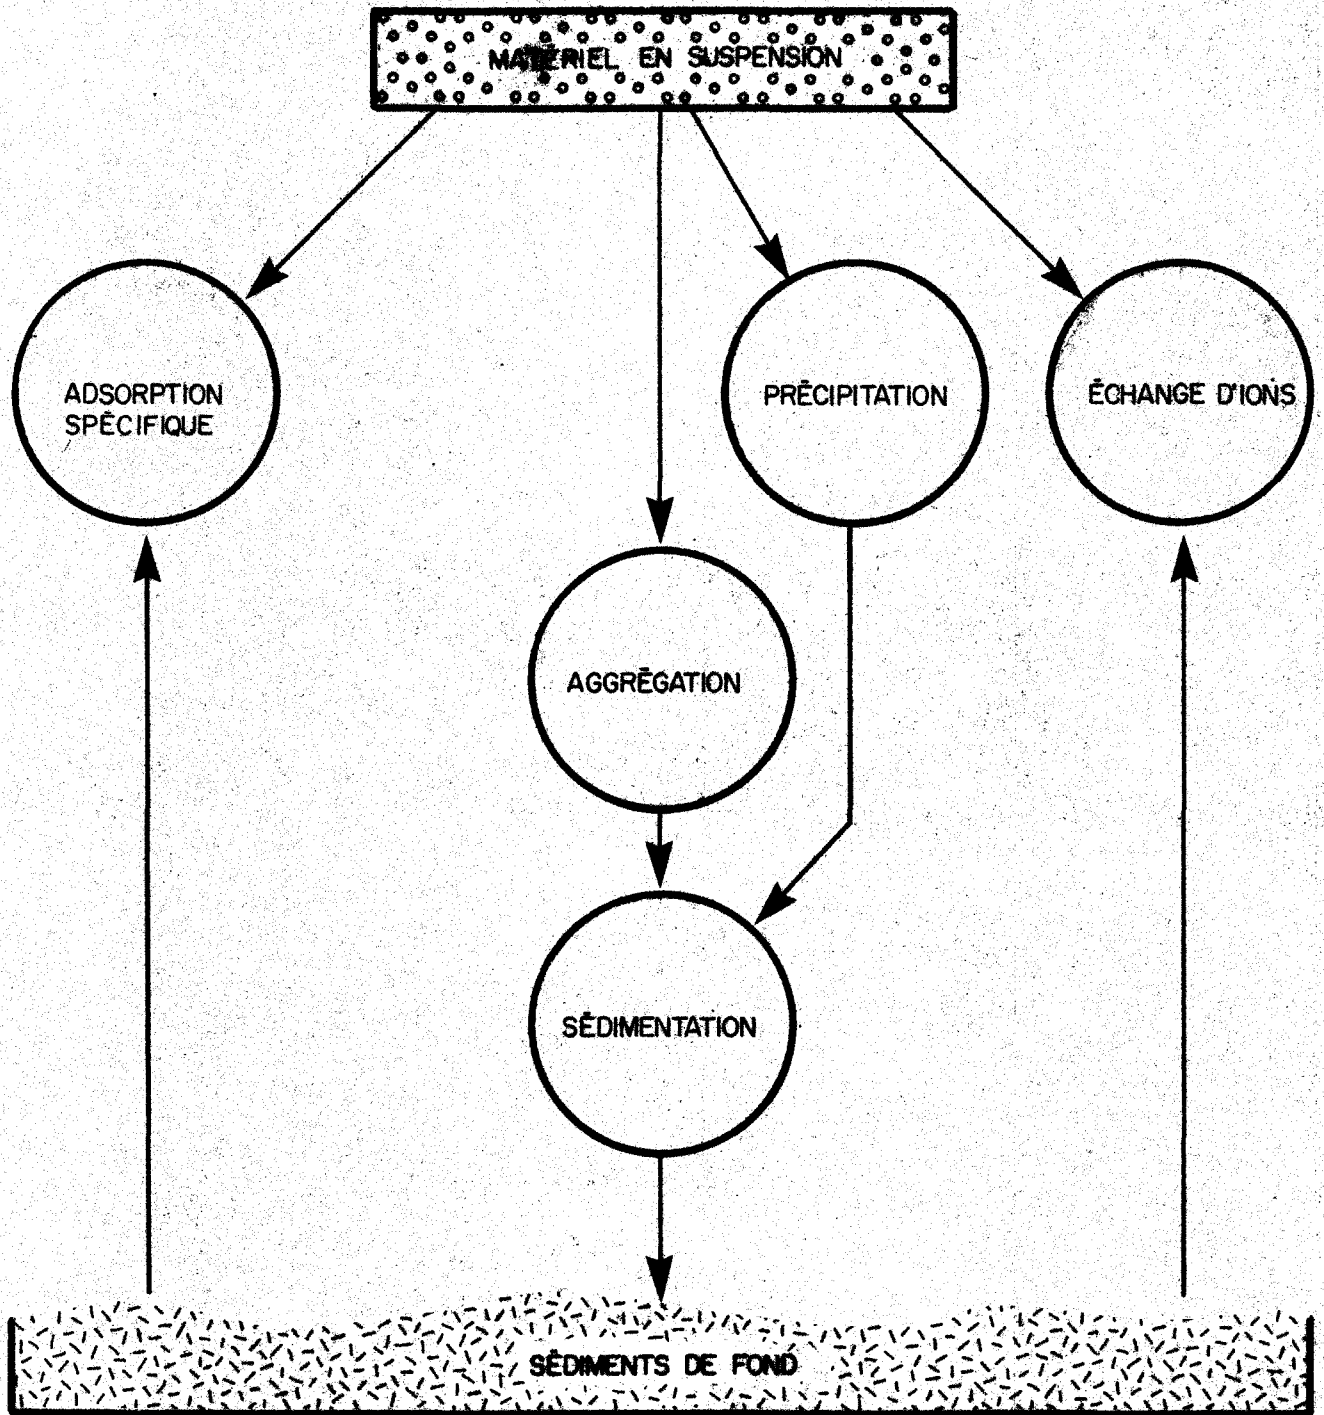 MATÉRIEL EN SUSPENSION
ADSORPTION
SPÉCIFIQUE
PRÉCIPITATION
ÉCHANGE D'IONS
AGGRÉGATION
SÉDIMENTATION
SÉDIMENTS DE FOND